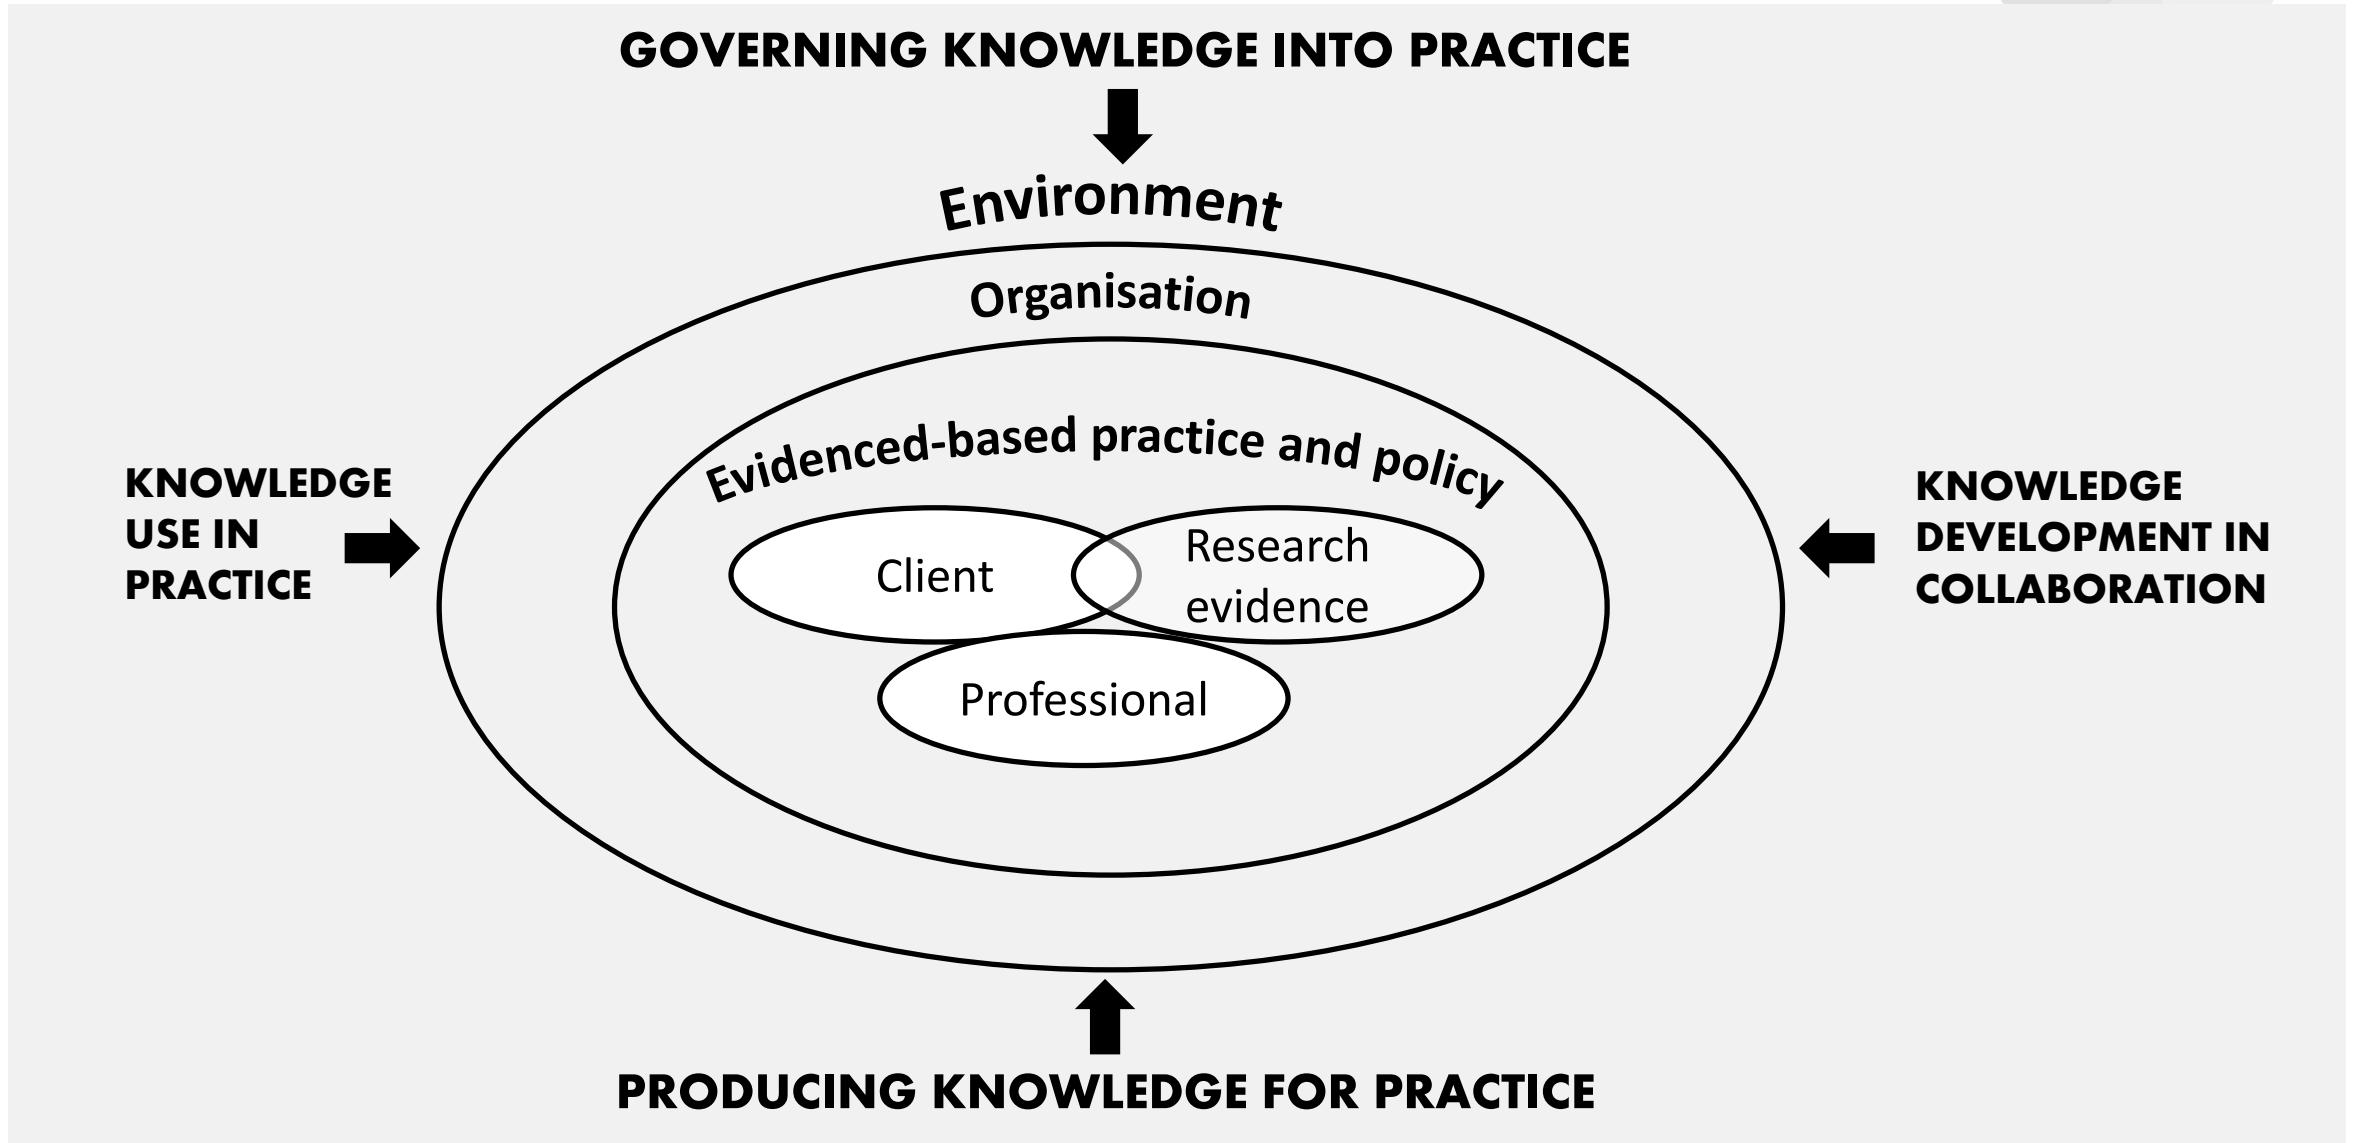 GOVERNING KNOWLEDGE INTO PRACTICE
Environment
Organisation
Evidenced-based practice and policy
KNOWLEDGE
USE IN
PRACTICE
Client
Research
evidence
Professional
KNOWLEDGE
DEVELOPMENT IN
COLLABORATION
PRODUCING KNOWLEDGE FOR PRACTICE